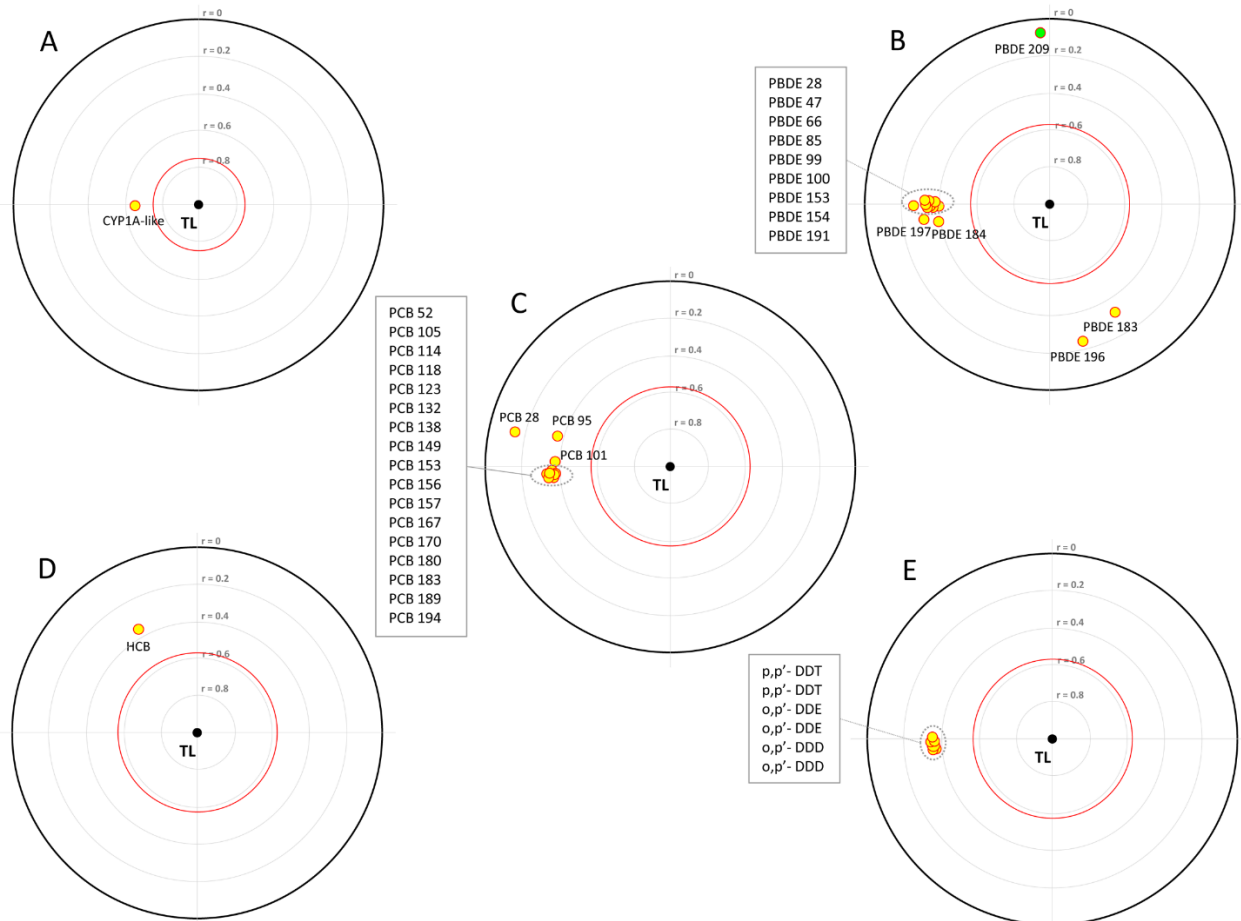 A
r = 0
r = 0.2
r = 0.4
r = 0.6
r = 0.8
CYP1A-like
TL
B
r = 0
PBDE 209
r = 0.2
r = 0.4
r = 0.6
r = 0.8
TL
PBDE 28
PBDE 47
PBDE 66
PBDE 85
PBDE 99
PBDE 100
PBDE 153
PBDE 154
PBDE 191
PBDE 197
PBDE 184
PBDE 183
PBDE 196
C
r = 0
r = 0.2
r = 0.4
r = 0.6
r = 0.8
PCB 28
PCB 95
PCB 101
TL
PCB 52
PCB 105
PCB 114
PCB 118
PCB 123
PCB 132
PCB 138
PCB 149
PCB 153
PCB 156
PCB 157
PCB 167
PCB 170
PCB 180
PCB 183
PCB 189
PCB 194
D
r = 0
r = 0.2
r = 0.4
r = 0.6
r = 0.8
HCB
TL
E
r = 0
r = 0.2
r = 0.4
r = 0.6
r = 0.8
TL
p,p’- DDT
p,p’- DDT
o,p’- DDE
o,p’- DDE
o,p’- DDD
o,p’- DDD